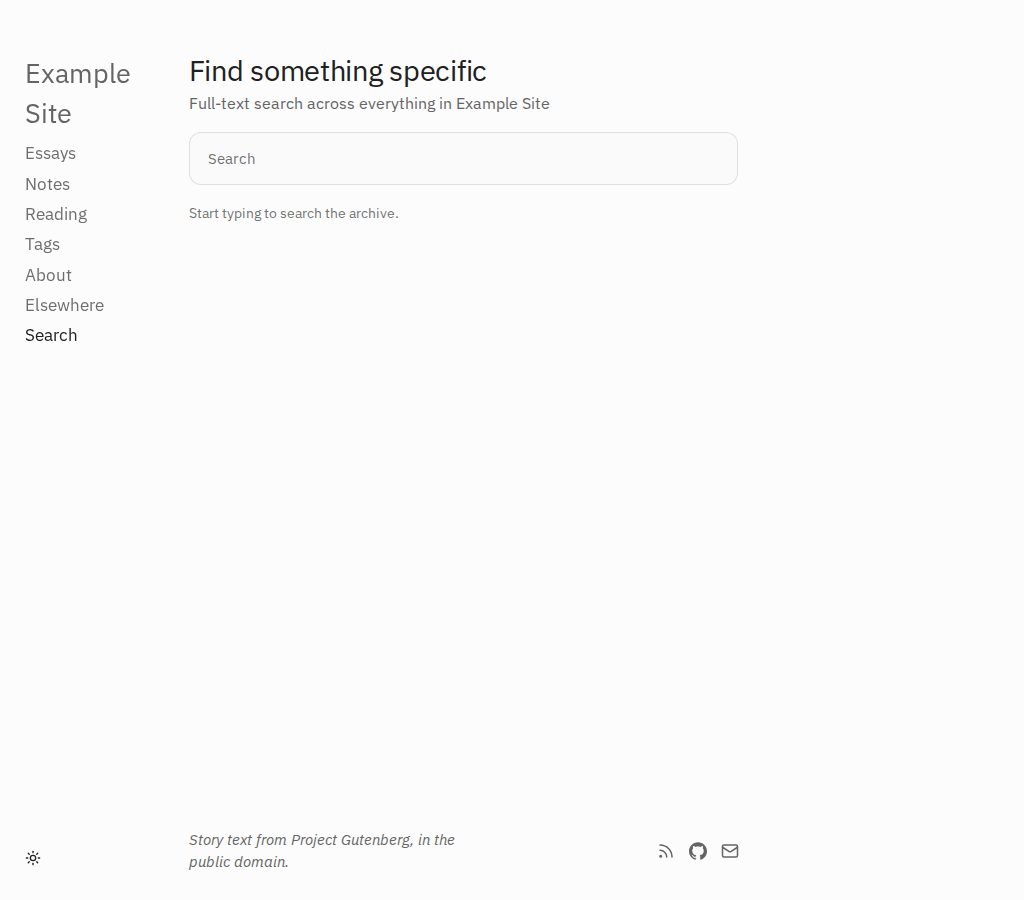 Example
Site
Essays
Notes
Reading
Tags
About
Elsewhere
Search
Find something specific
Full-text search across everything in Example Site
Search
Start typing to search the archive.
Story text from Project Gutenberg, in the
public domain.